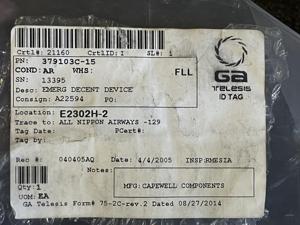 Crtl#: 21160 CrtlID: I SL#: i
PN: 379103C-15
COND: AR WHS: FLL
SN: 13395
Desc: EMERG DECENT DEVICE
Consign: A22594 PO:
GA
TELESIS
ID TAG
Location: E2302H-2
Trace to: ALL NIPPON AIRWAYS -129
Tag Date: PCert#:
Tag by:
Rec #: 040405AQ Date: 4/4/2005 INSP: RMESIA
Notes:
Qty: 1
MFG: CAPEWELL COMPONENTS
UOM: EA
GA Telesis Form# 75-2C-rev.2 Dated 08/27/2014